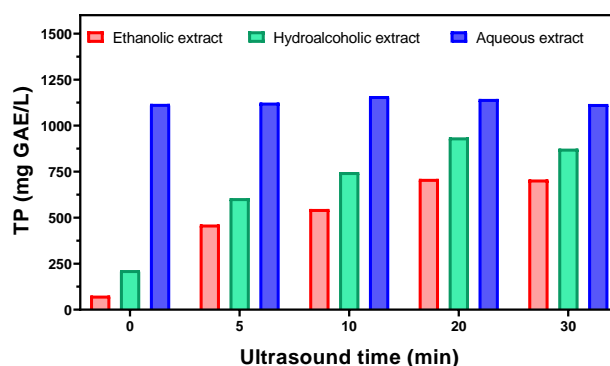 TP (mg GAE/L)
1500
1250
1000
750
500
250
0
Ethanolic extract Hydroalcoholic extract Aqueous extract
0 5 10 20 30
Ultrasound time (min)